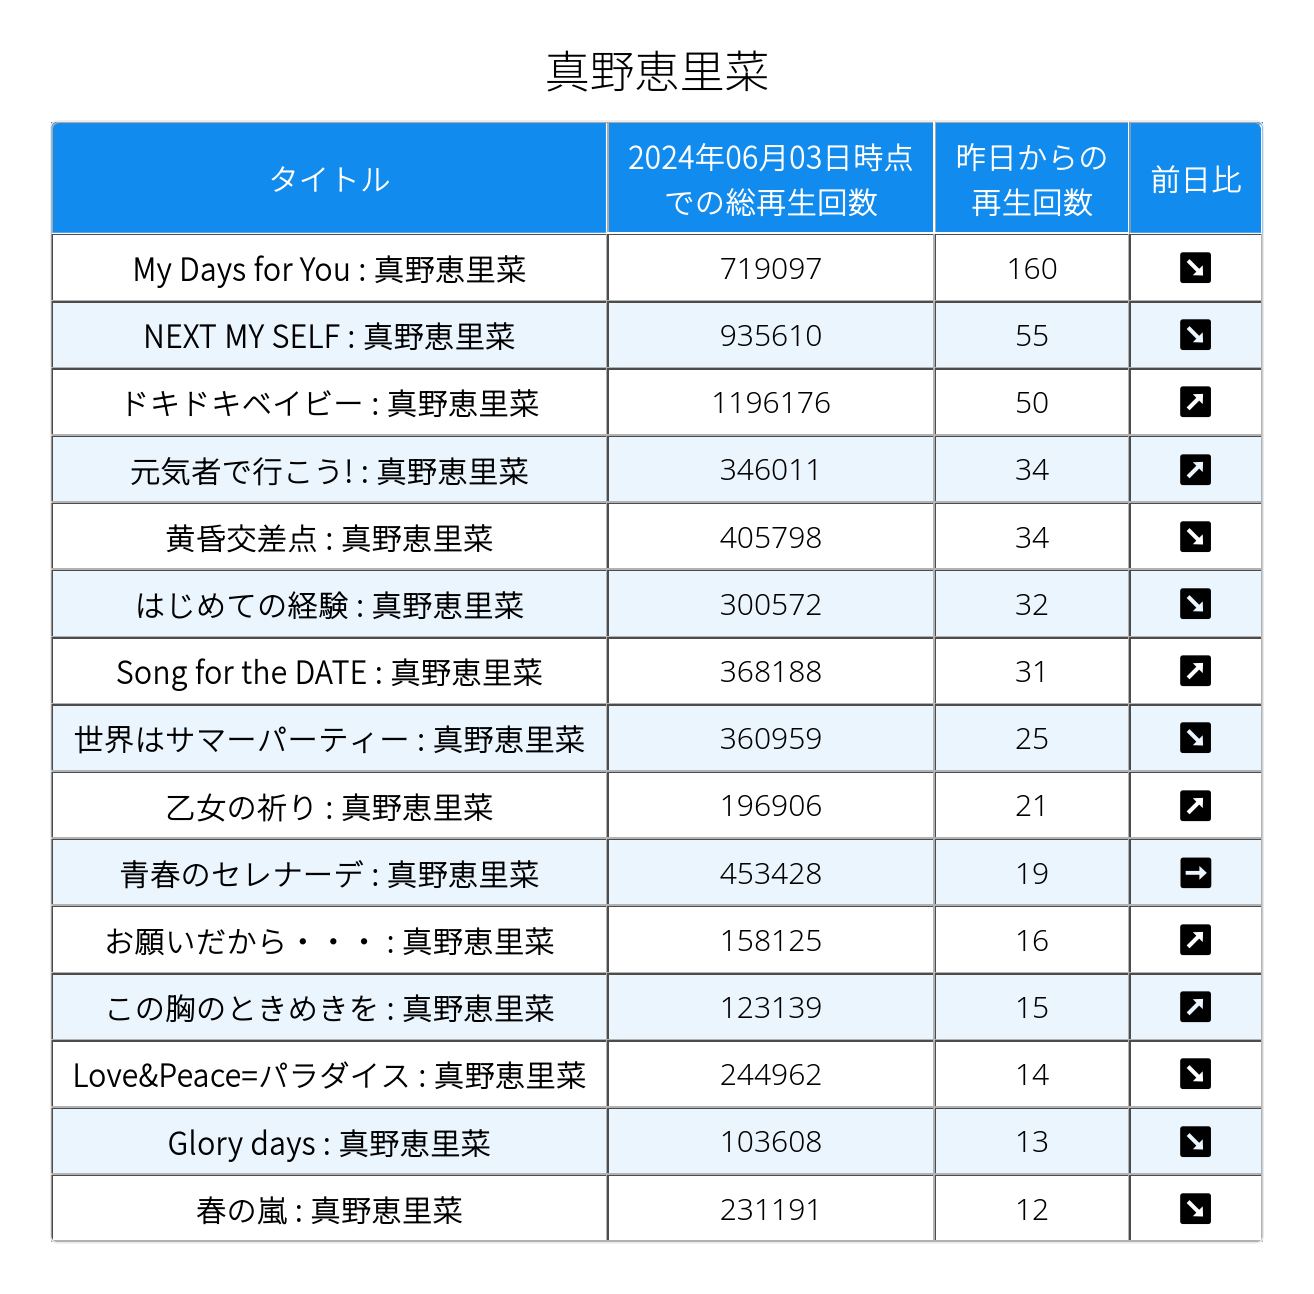 真野恵里菜
タイトル 2024年06月03日時点での総再生回数 昨日からの再生回数 前日比
My Days for You : 真野恵里菜 719097 160 ↘
NEXT MY SELF : 真野恵里菜 935610 55 ↘
ドキドキベイビー : 真野恵里菜 1196176 50 ↗
元気者で行こう! : 真野恵里菜 346011 34 ↗
黄昏交差点 : 真野恵里菜 405798 34 ↘
はじめての経験 : 真野恵里菜 300572 32 ↘
Song for the DATE : 真野恵里菜 368188 31 ↗
世界はサマーパーティー : 真野恵里菜 360959 25 ↘
乙女の祈り : 真野恵里菜 196906 21 ↗
青春のセレナーデ : 真野恵里菜 453428 19 →
お願いだから・・・ : 真野恵里菜 158125 16 ↗
この胸のときめきを : 真野恵里菜 123139 15 ↗
Love&Peace=パラダイス : 真野恵里菜 244962 14 ↘
Glory days : 真野恵里菜 103608 13 ↘
春の嵐 : 真野恵里菜 231191 12 ↘